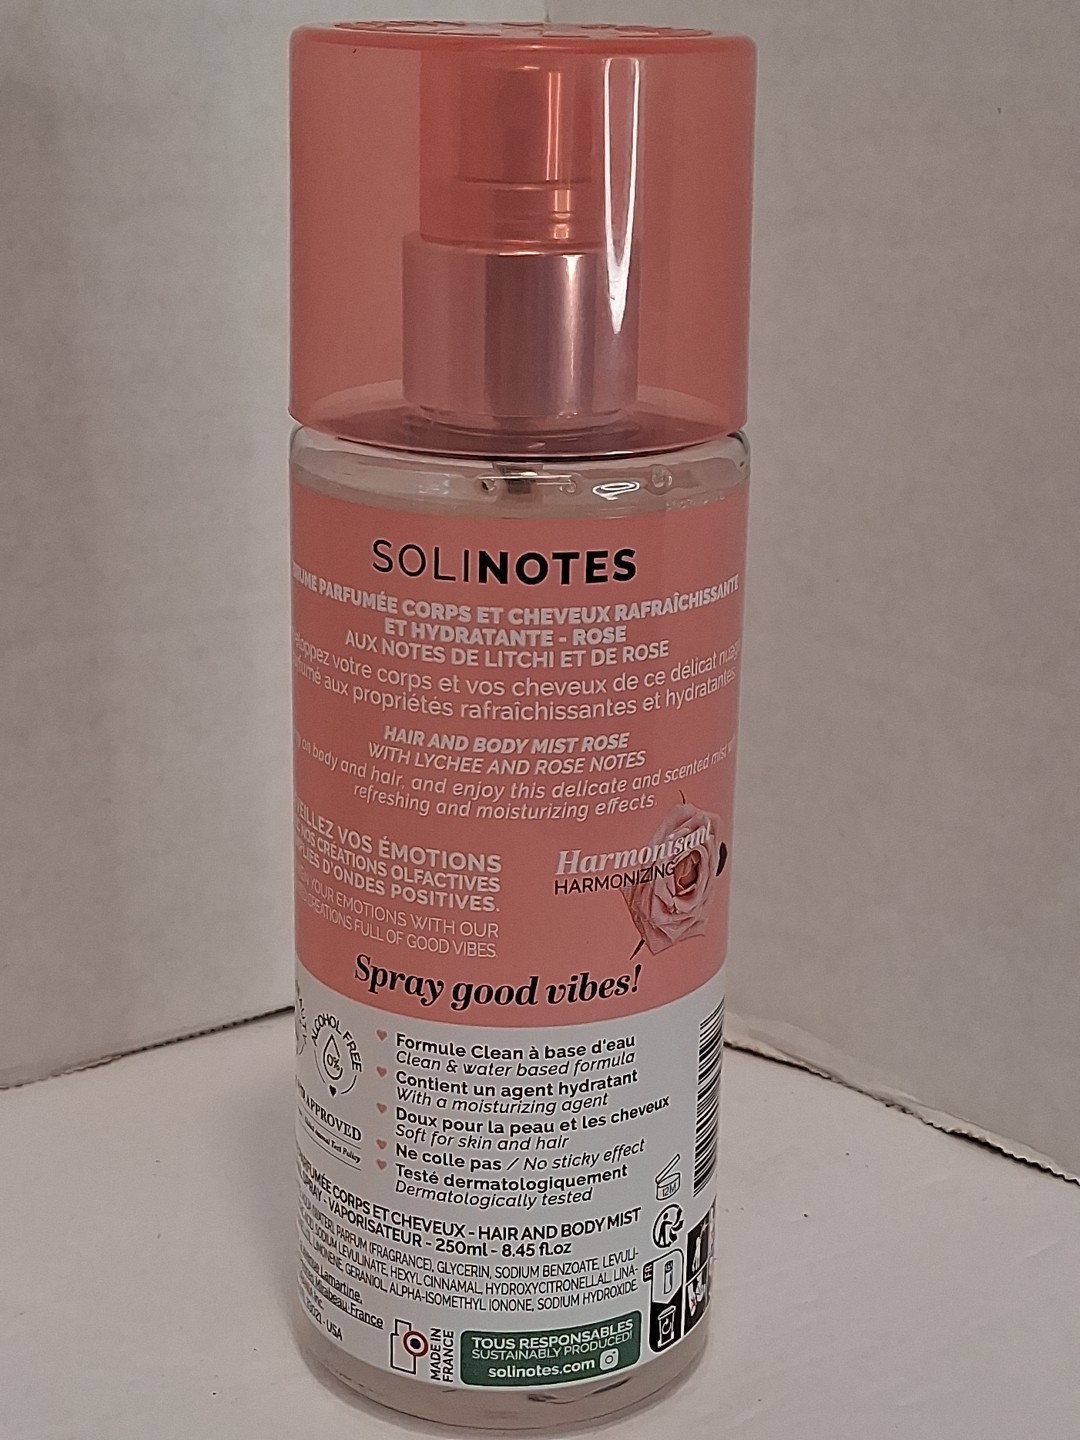 SOLINOTES
PARFUMÉE CORPS ET CHEVEUX RAFRAÎCHISSANTE
ET HYDRATANTE - ROSE
AUX NOTES DE LITCHI ET DE ROSE
votre corps et vos cheveux de ce délicat
aux propriétés rafraîchissantes et hydratantes
HAIR AND BODY MIST ROSE
WITH LYCHEE AND ROSE NOTES
on body and hair, and enjoy this delicate and scented mist
refreshing and moisturizing effects.
VOS ÉMOTIONS
NOS CRÉATIONS OLFACTIVES
D'ONDES POSITIVES.
YOUR EMOTIONS WITH OUR
CREATIONS FULL OF GOOD VIBES.
Harmonisant
HARMONIZING
Spray good vibes!
ALCOHOL FREE
0%
APPROVED
Animal Test Policy
Formule Clean à base d'eau
Clean & water based formula
Contient un agent hydratant
With a moisturizing agent
Doux pour la peau et les cheveux
Soft for skin and hair
Ne colle pas / No sticky effect
Testé dermatologiquement
Dermatologically tested
12M
PARFUMÉE CORPS ET CHEVEUX - HAIR AND BODY MIST
SPRAY - VAPORISATEUR - 250ml - 8.45 fl.oz
(WATER), PARFUM (FRAGRANCE), GLYCERIN, SODIUM BENZOATE, LEVULI-
SODIUM LEVULINATE, HEXYL CINNAMAL, HYDROXYCITRONELLAL, LINA-
LIMONENE, GERANIOL, ALPHA-ISOMETHYL IONONE, SODIUM HYDROXIDE
Lamartine,
Mirabeau, France
Inc.
USA
MADE IN
FRANCE
TOUS RESPONSABLES
SUSTAINABLY PRODUCED!
solinotes.com
FR